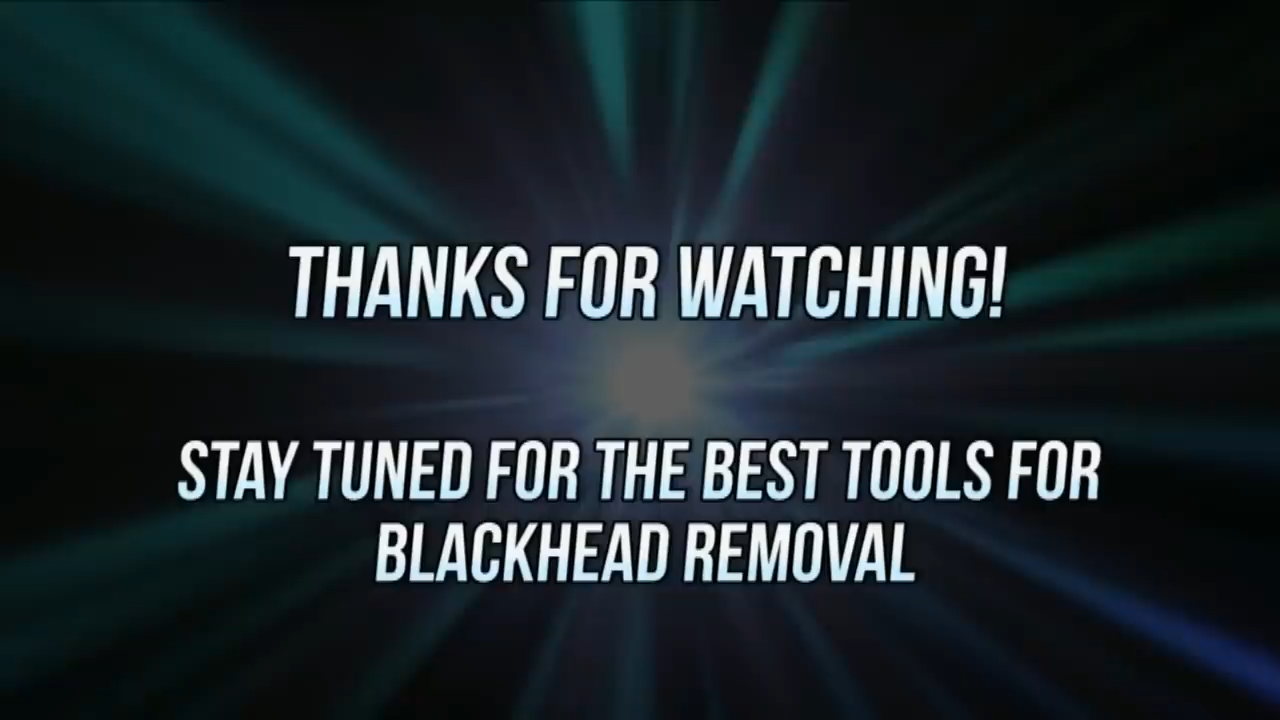 THANKS FOR WATCHING!
STAY TUNED FOR THE BEST TOOLS FOR
BLACKHEAD REMOVAL